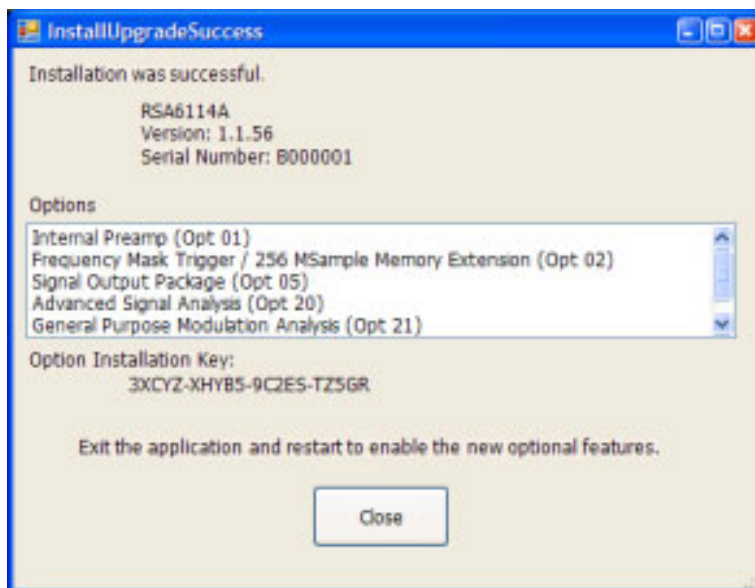 InstallUpgradeSuccess
Installation was successful.
RSA6114A
Version: 1.1.56
Serial Number: B000001
Options
Internal Preamp (Opt 01)
Frequency Mask Trigger / 256 MSample Memory Extension (Opt 02)
Signal Output Package (Opt 05)
Advanced Signal Analysis (Opt 20)
General Purpose Modulation Analysis (Opt 21)
Option Installation Key:
3XCYZ-XHYB5-9C2ES-TZ5GR
Exit the application and restart to enable the new optional features.
Close